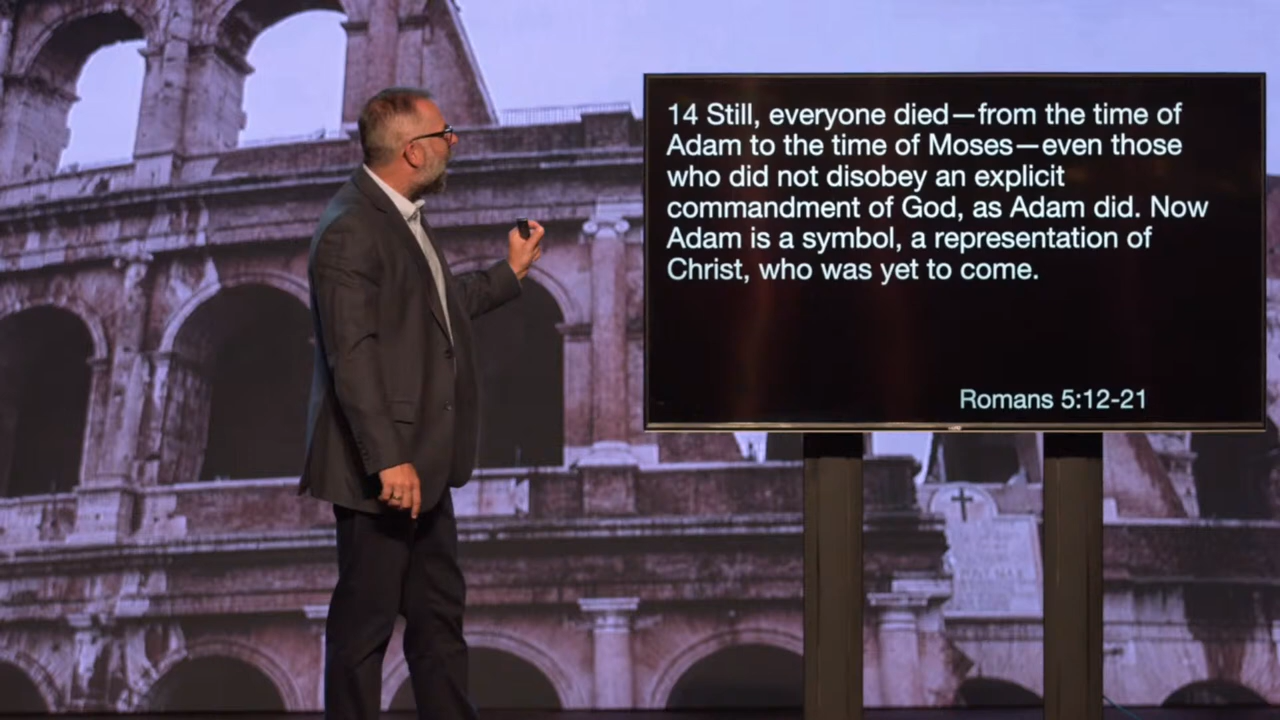 14 Still, everyone died—from the time of
Adam to the time of Moses—even those
who did not disobey an explicit
commandment of God, as Adam did. Now
Adam is a symbol, a representation of
Christ, who was yet to come.
Romans 5:12-21